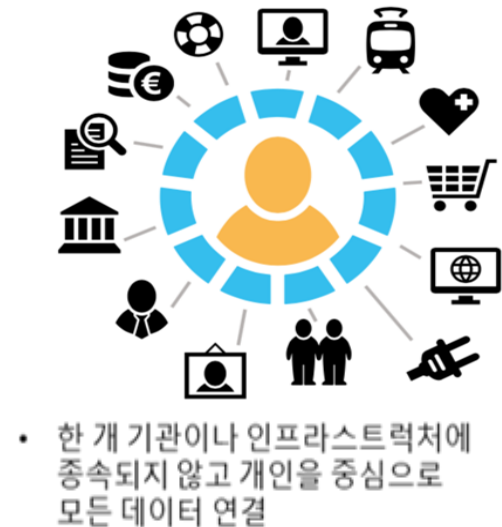 • 한 개 기관이나 인프라스트럭처에
종속되지 않고 개인을 중심으로
모든 데이터 연결